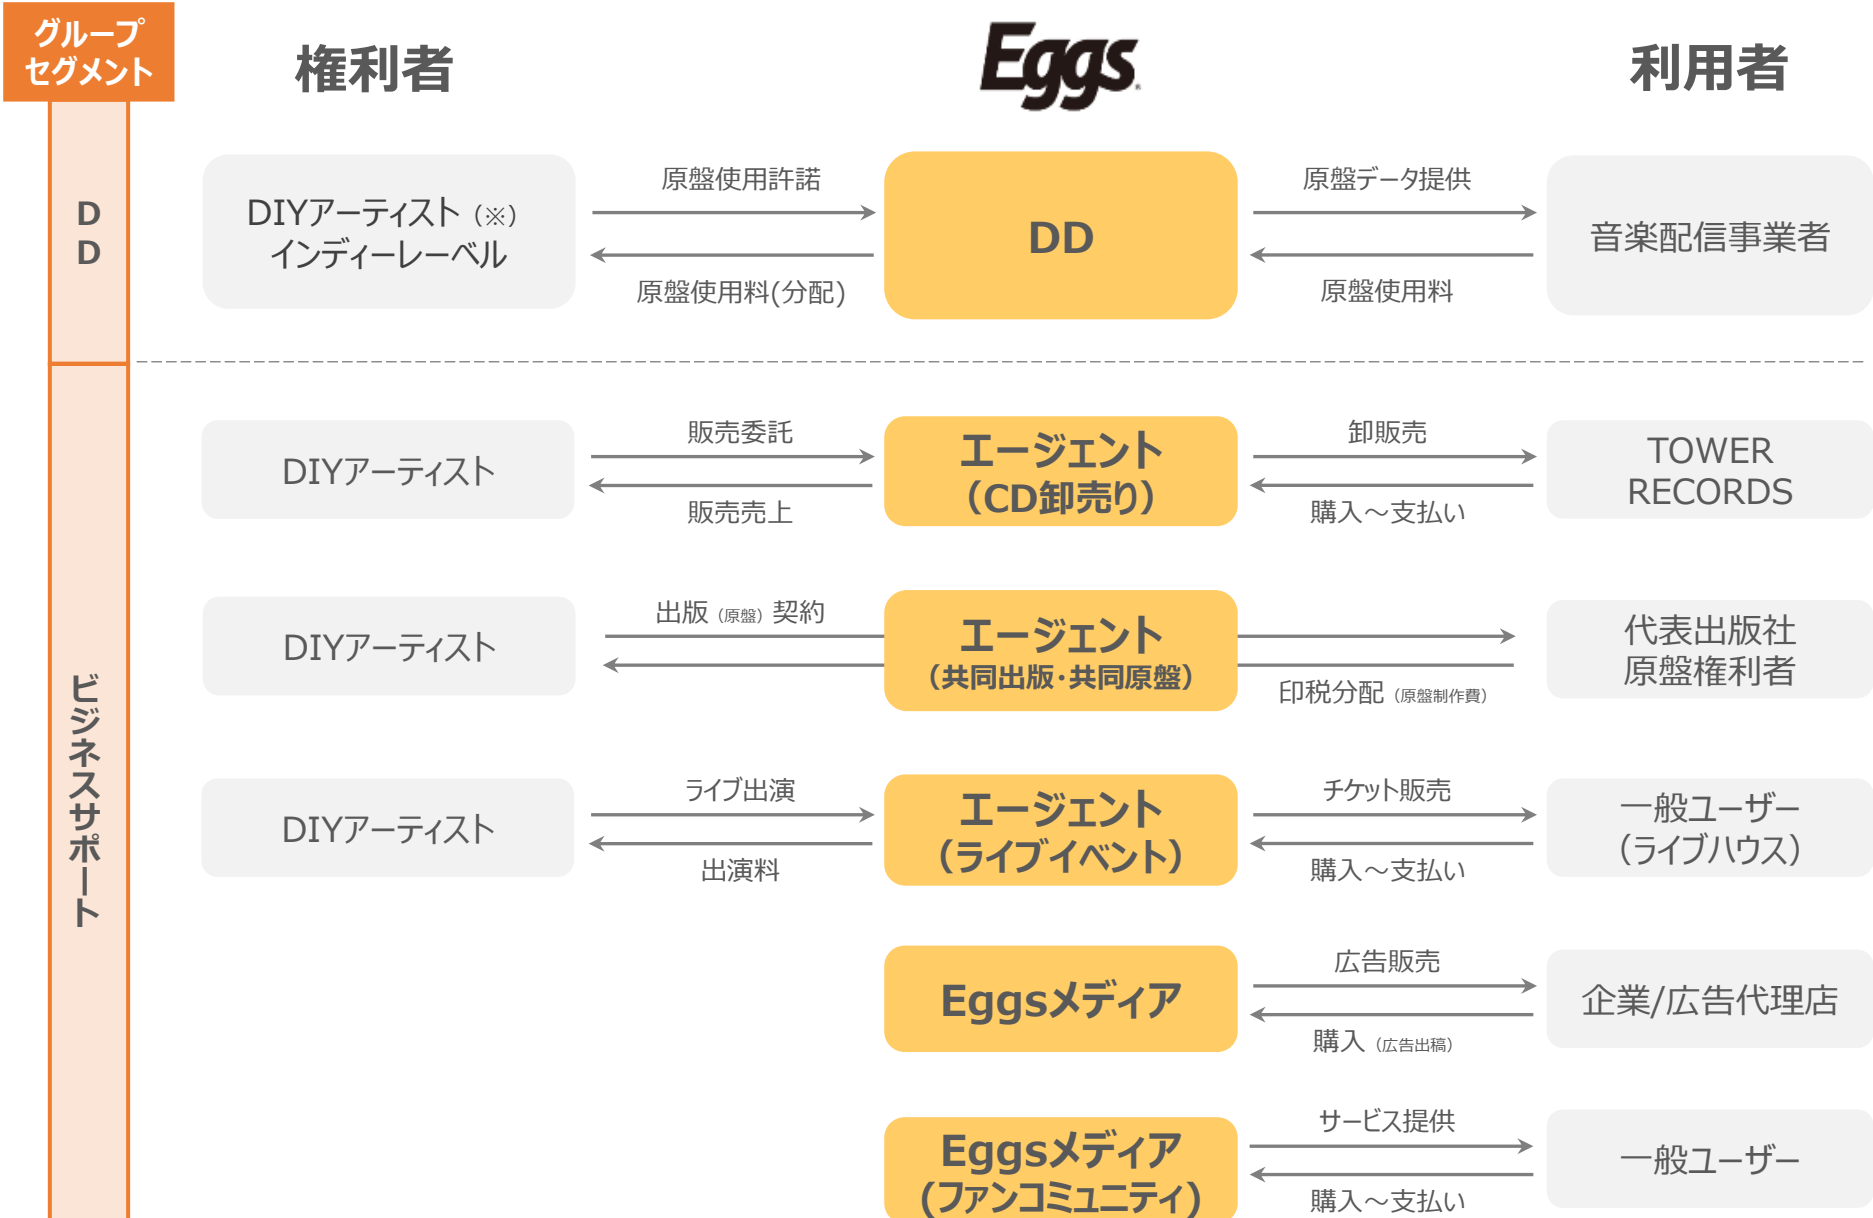 グループ
セグメント
権利者
Eggs
利用者
DD
DIYアーティスト（※）
インディーレーベル
原盤使用許諾
原盤使用料(分配)
DD
原盤データ提供
原盤使用料
音楽配信事業者
ビジネスサポート
DIYアーティスト
販売委託
販売売上
エージェント
（CD卸売り）
卸販売
購入～支払い
TOWER
RECORDS
DIYアーティスト
出版（原盤）契約
エージェント
（共同出版・共同原盤）
印税分配（原盤制作費）
代表出版社
原盤権利者
DIYアーティスト
ライブ出演
出演料
エージェント
（ライブイベント）
チケット販売
購入～支払い
一般ユーザー
（ライブハウス）
Eggsメディア
広告販売
購入（広告出稿）
企業/広告代理店
Eggsメディア
(ファンコミュニティ)
サービス提供
購入～支払い
一般ユーザー